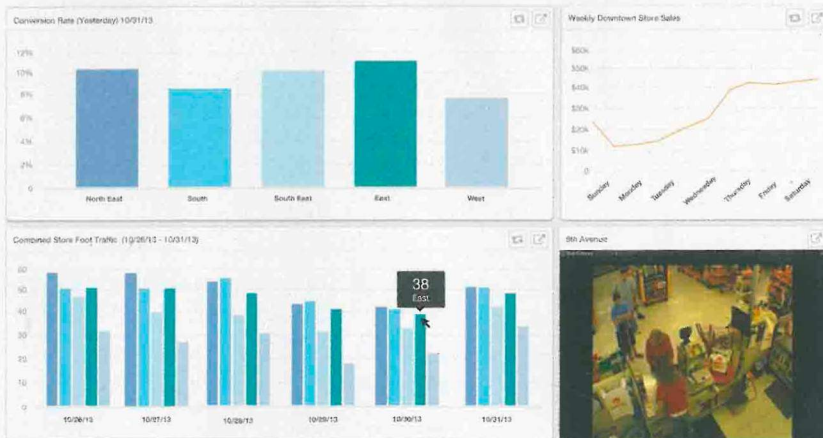 Conversion Rate (Yesterday) 10/31/13
12%
10%
8%
6%
4%
2%
0
North East
South
South East
East
West
Weekly Downtown Store Sales
$60k
$40k
$20k
$10k
0
Sunday
Monday
Tuesday
Wednesday
Thursday
Friday
Saturday
Combined Store Foot Traffic (10/26/13 - 10/31/13)
60
50
40
30
20
10
0
38
East
10/26/13
10/27/13
10/28/13
10/29/13
10/30/13
10/31/13
9th Avenue